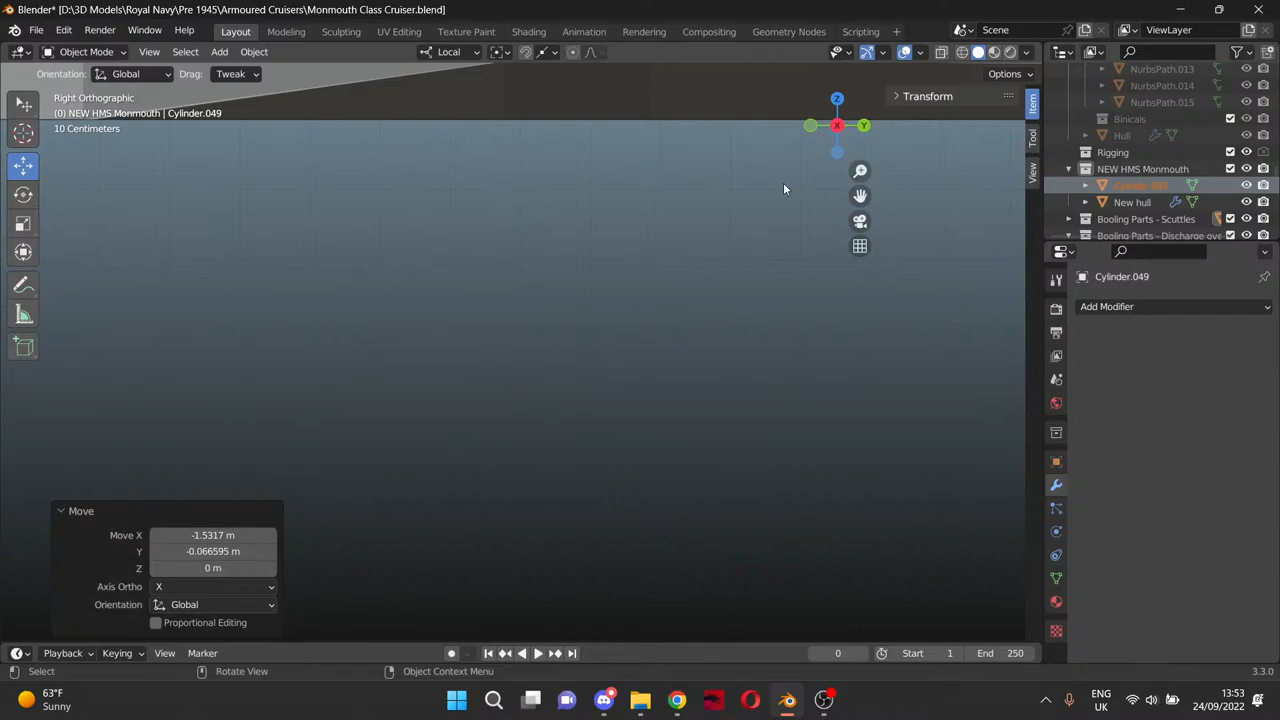 Blender* [D:\3D Models\Royal Navy\Pre 1945\Armoured Cruisers\Monmouth Class Cruiser.blend]
File Edit Render Window Help Layout Modeling Sculpting UV Editing Texture Paint Shading Animation Rendering Compositing Geometry Nodes Scripting + Scene ViewLayer
Object Mode View Select Add Object Local
Orientation: Global Drag: Tweak Options
NurbsPath.013
NurbsPath.014
NurbsPath.015
Binicals
Hull
Rigging
NEW HMS Monmouth
New hull
Booling Parts - Scuttles
Booling Parts - Discharge ove
Right Orthographic
(0) NEW HMS Monmouth | Cylinder.049
10 Centimeters
Transform
Item
Tool
View
Z
Y
X
Cylinder.049
Add Modifier
Move
Move X -1.5317 m
Y -0.066595 m
Z 0 m
Axis Ortho X
Orientation Global
Proportional Editing
Playback Keying View Marker 0 Start 1 End 250
Select Rotate View Object Context Menu 3.3.0
63°F
Sunny
ENG
UK
13:53
24/09/2022